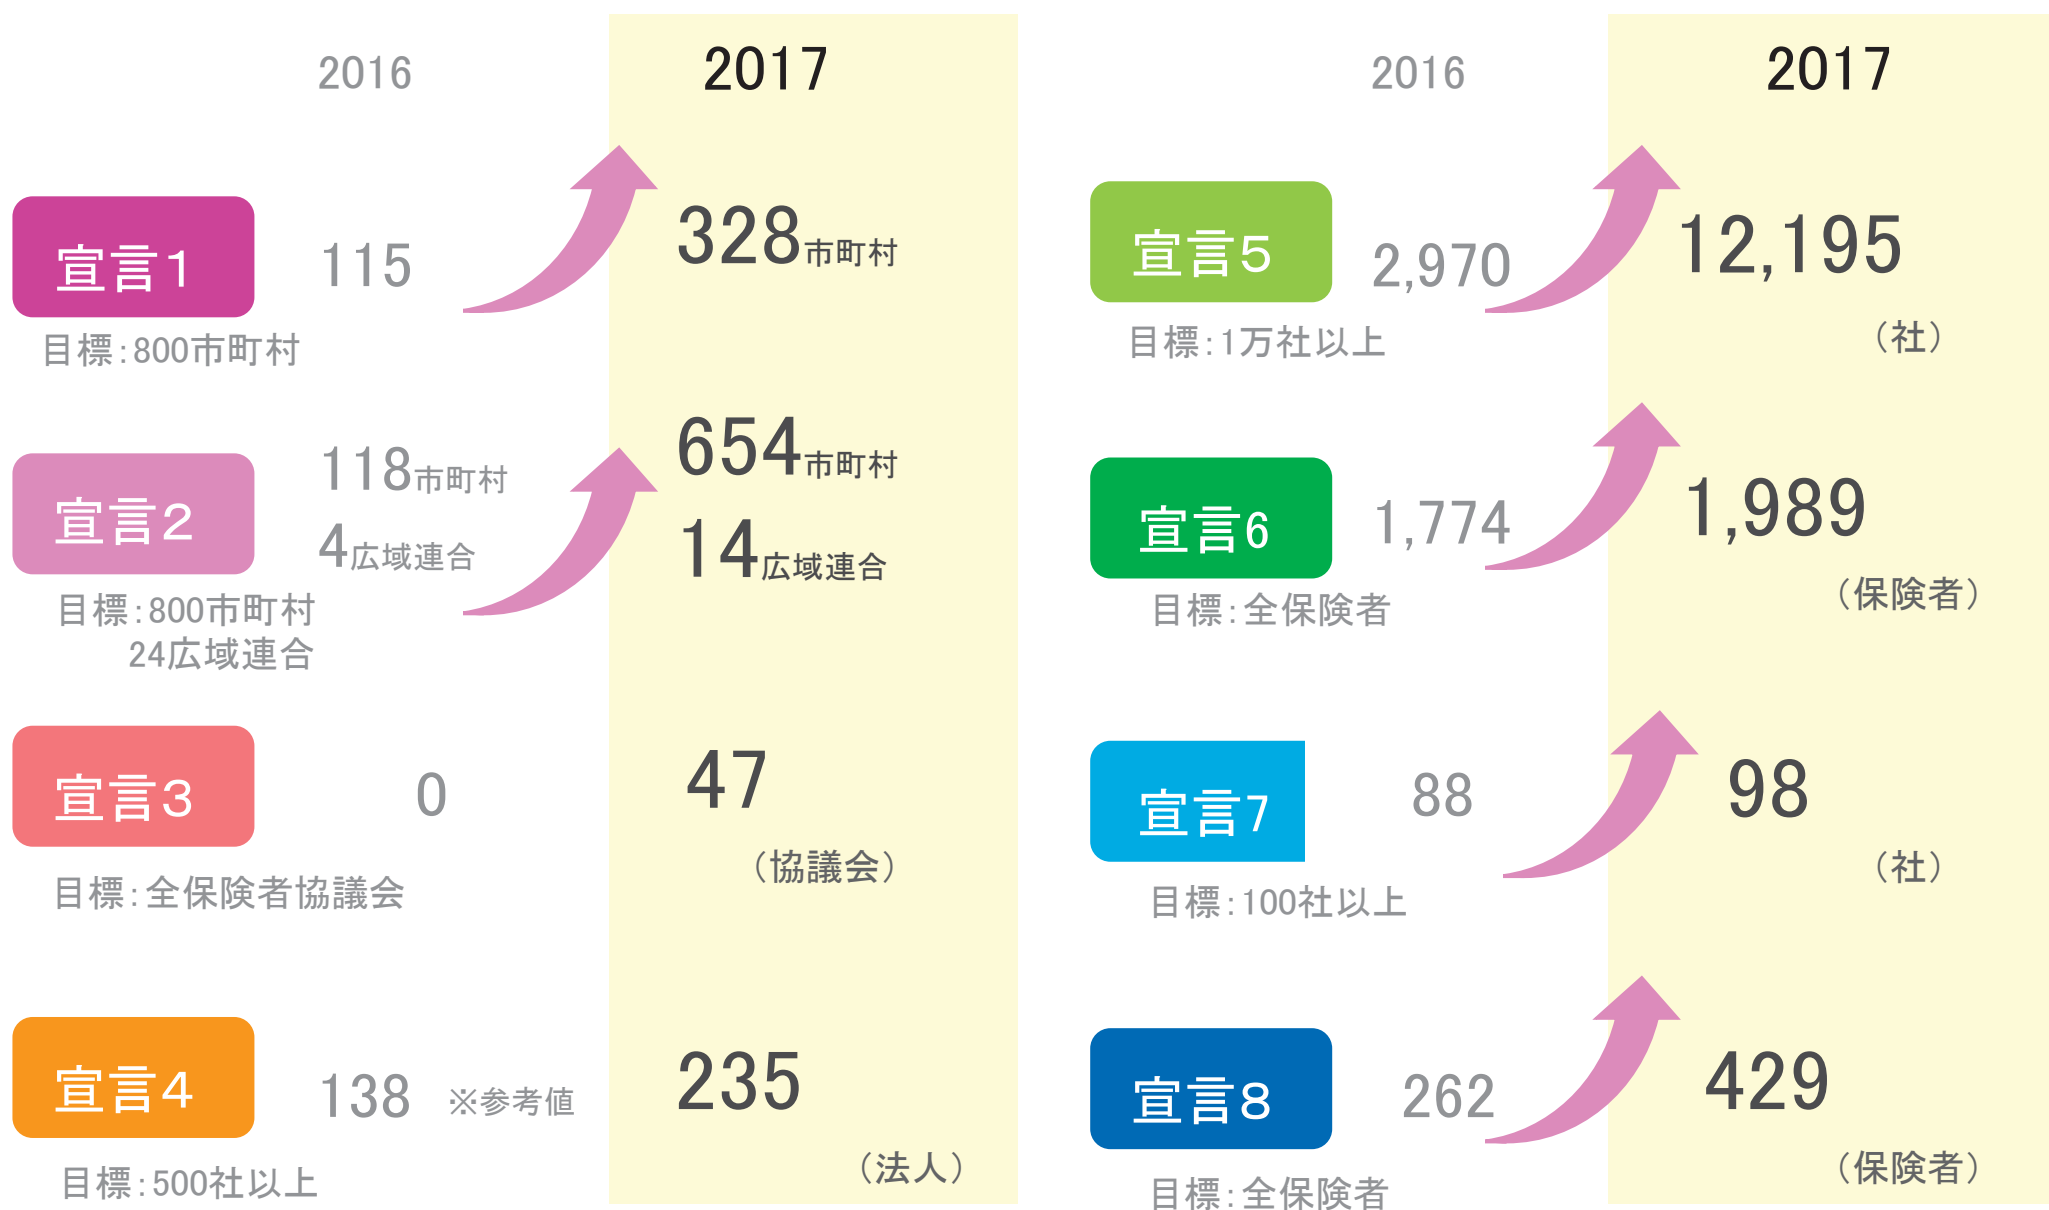 2016 2017
宣言1 115 328市町村
目標：800市町村
宣言2 118市町村 654市町村
4広域連合 14広域連合
目標：800市町村
24広域連合
宣言3 0 47
（協議会）
目標：全保険者協議会
宣言4 138 ※参考値 235
（法人）
目標：500社以上
2016 2017
宣言5 2,970 12,195
（社）
目標：1万社以上
宣言6 1,774 1,989
（保険者）
目標：全保険者
宣言7 88 98
（社）
目標：100社以上
宣言8 262 429
（保険者）
目標：全保険者